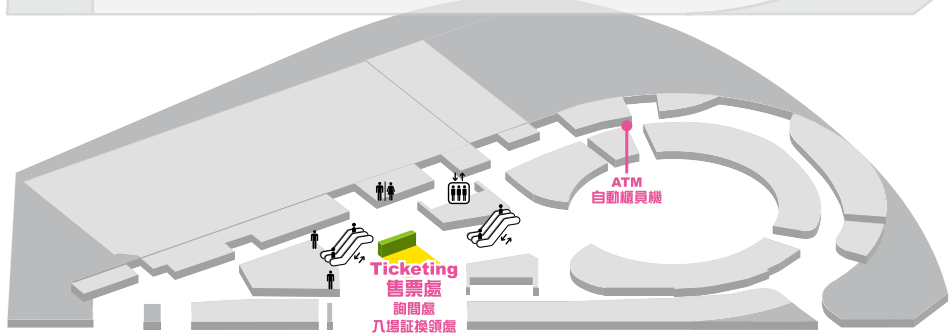 ATM
自動櫃員機
Ticketing
售票處
詢問處
入場証換領處